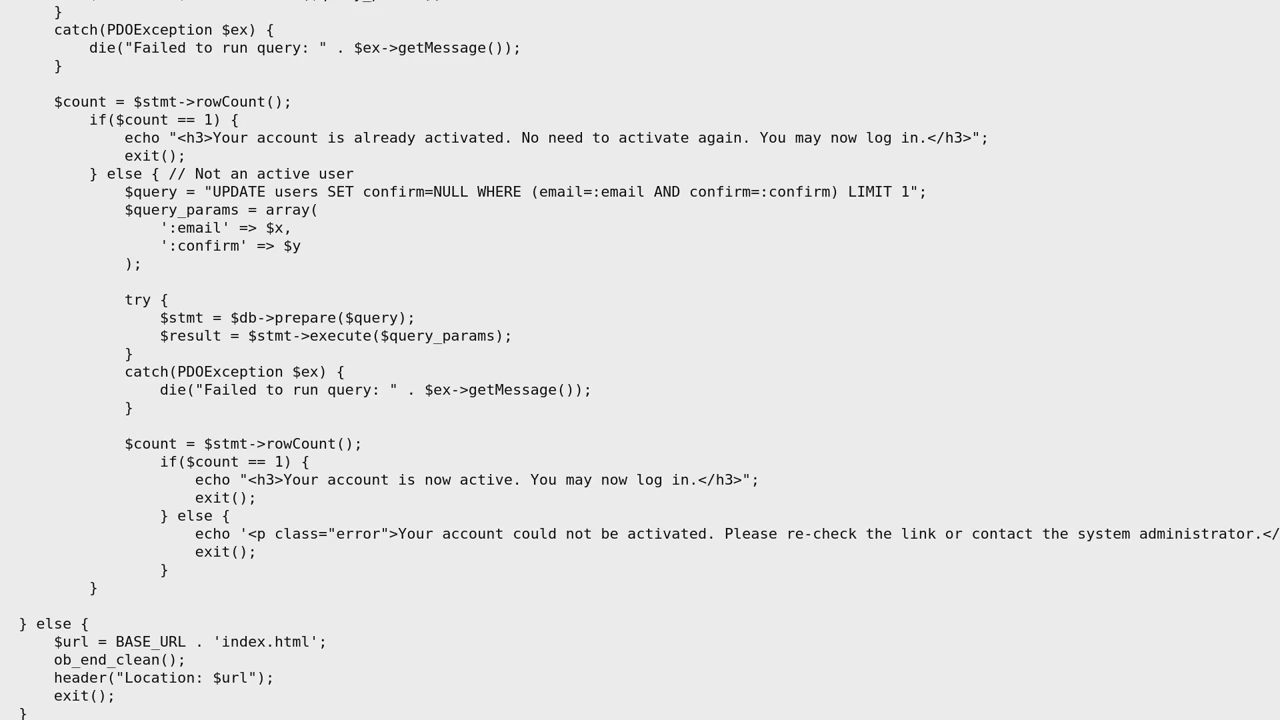 }
catch(PDOException $ex) {
die("Failed to run query: " . $ex->getMessage());
}
$count = $stmt->rowCount();
if($count == 1) {
echo "<h3>Your account is already activated. No need to activate again. You may now log in.</h3>";
exit();
} else { // Not an active user
$query = "UPDATE users SET confirm=NULL WHERE (email=:email AND confirm=:confirm) LIMIT 1";
$query_params = array(
':email' => $x,
':confirm' => $y
);
try {
$stmt = $db->prepare($query);
$result = $stmt->execute($query_params);
}
catch(PDOException $ex) {
die("Failed to run query: " . $ex->getMessage());
}
$count = $stmt->rowCount();
if($count == 1) {
echo "<h3>Your account is now active. You may now log in.</h3>";
exit();
} else {
echo '<p class="error">Your account could not be activated. Please re-check the link or contact the system administrator.</
exit();
}
}
} else {
$url = BASE_URL . 'index.html';
ob_end_clean();
header("Location: $url");
exit();
}